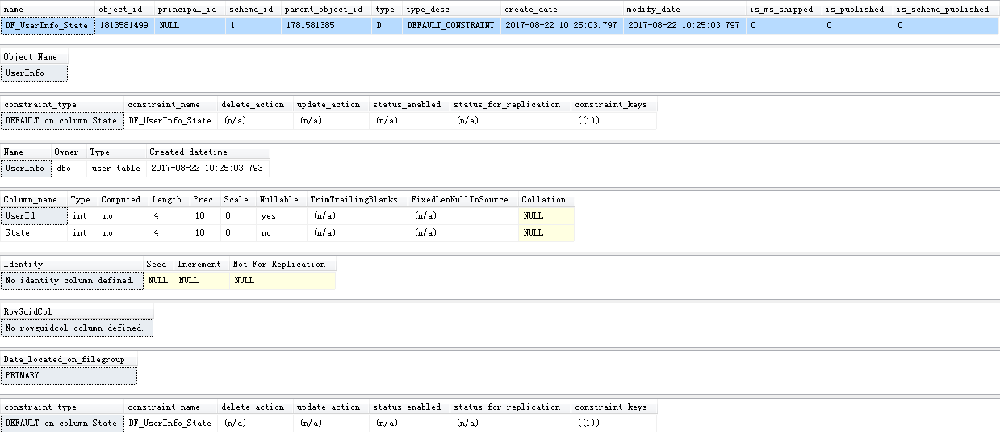 name object_id principal_id schema_id parent_object_id type type_desc create_date modify_date is_ms_shipped is_published is_schema_published
DF_UserInfo_State 1813581499 NULL 1 1781581385 D DEFAULT_CONSTRAINT 2017-08-22 10:25:03.797 2017-08-22 10:25:03.797 0 0 0
Object Name
UserInfo
constraint_type constraint_name delete_action update_action status_enabled status_for_replication constraint_keys
DEFAULT on column State DF_UserInfo_State (n/a) (n/a) (n/a) (n/a) ((1))
Name Owner Type Created_datetime
UserInfo dbo user table 2017-08-22 10:25:03.793
Column_name Type Computed Length Prec Scale Nullable TrimTrailingBlanks FixedLenNullInSource Collation
UserId int no 4 10 0 yes (n/a) (n/a) NULL
State int no 4 10 0 no (n/a) (n/a) NULL
Identity Seed Increment Not For Replication
No identity column defined. NULL NULL NULL
RowGuidCol
No rowguidcol column defined.
Data_located_on_filegroup
PRIMARY
constraint_type constraint_name delete_action update_action status_enabled status_for_replication constraint_keys
DEFAULT on column State DF_UserInfo_State (n/a) (n/a) (n/a) (n/a) ((1))